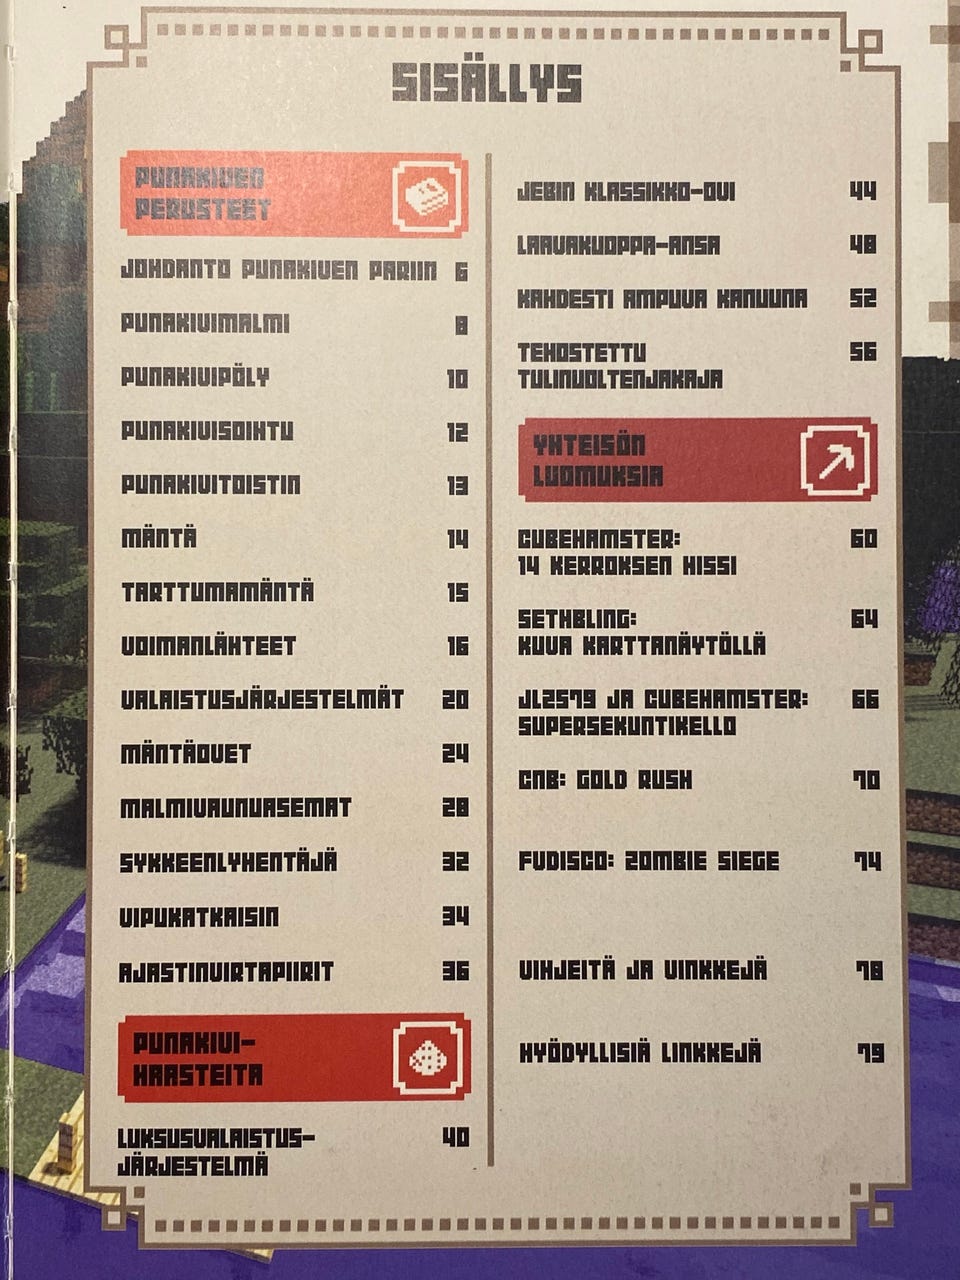 SISÄLLYS
PUNAKIVEN
PERUSTEET
JOHDANTO PUNAKIVEN PARIIN 6
PUNAKIVIMALMI 8
PUNAKIVIPÖLY 10
PUNAKIVISOIHTU 12
PUNAKIVITOISTIN 13
MÄNTÄ 14
TARTTUMAMÄNTÄ 15
VOIMANLÄHTEET 16
VALAISTUSJÄRJESTELMÄT 20
MÄNTÄOVET 24
MALMIVAUNUASEMAT 28
SYKKEENLYHENTÄJÄ 32
VIPUKATKAISIN 34
AJASTINVIRTAPIIRIT 36
PUNAKIVI-
HAASTEITA
LUKSUSVALAISTUS- 40
JÄRJESTELMÄ
JEBIN KLASSIKKO-OVI 44
LAAVAKUOPPA-ANSA 48
KAHDESTI AMPUVA KANUUNA 52
TEHOSTETTU 56
TULINUOLTENJAKAJA
YHTEISÖN
LUOMUKSIA
CUBEHAMSTER: 60
14 KERROKSEN HISSI
SETHBLING: 64
KUVA KARTTANÄYTÖLLÄ
JL2579 JA CUBEHAMSTER: 66
SUPERSEKUNTIKELLO
CNB: GOLD RUSH 70
FVDISCO: ZOMBIE SIEGE 74
VIHJEITÄ JA VINKKEJÄ 78
HYÖDYLLISIÄ LINKKEJÄ 79